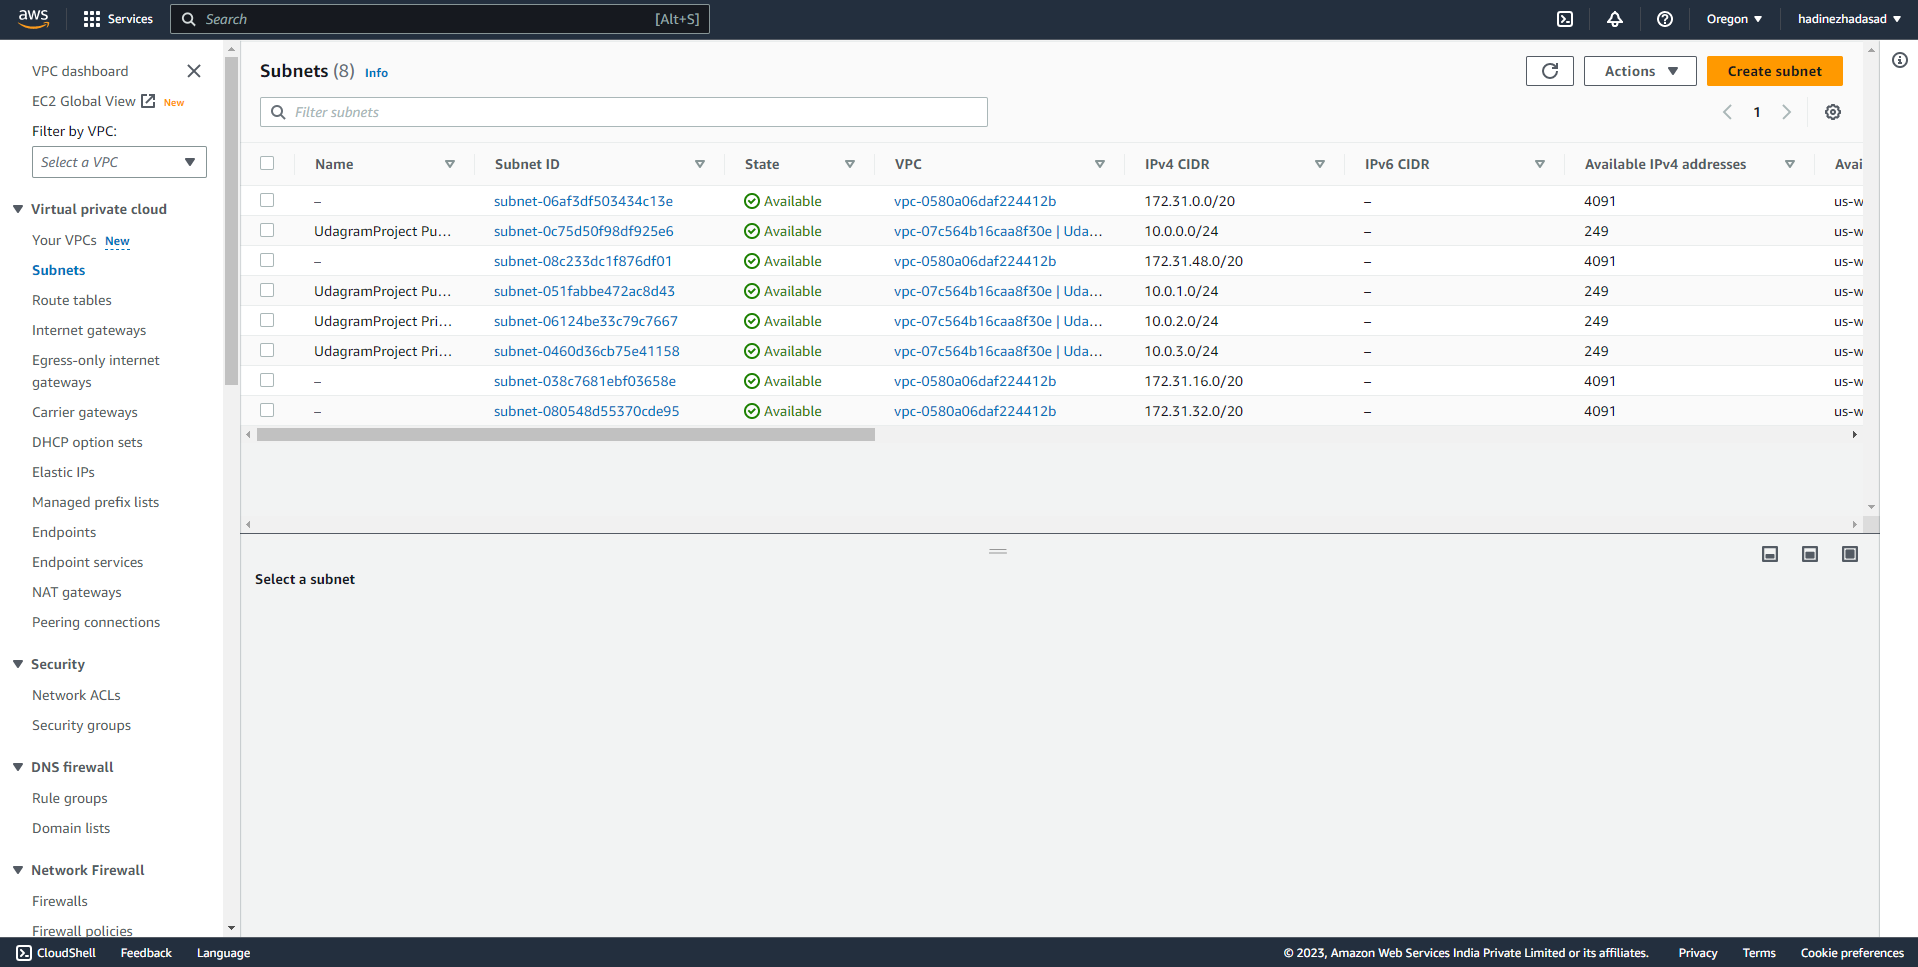 aws
Services
Search [Alt+S]
Oregon
hadinezhadasad
VPC dashboard
EC2 Global View New
Filter by VPC:
Select a VPC
Virtual private cloud
Your VPCs New
Subnets
Route tables
Internet gateways
Egress-only internet
gateways
Carrier gateways
DHCP option sets
Elastic IPs
Managed prefix lists
Endpoints
Endpoint services
NAT gateways
Peering connections
Security
Network ACLs
Security groups
DNS firewall
Rule groups
Domain lists
Network Firewall
Firewalls
Firewall policies
Subnets (8) Info
Actions
Create subnet
Filter subnets
1
Name Subnet ID State VPC IPv4 CIDR IPv6 CIDR Available IPv4 addresses Avai
– subnet-06af3df503434c13e Available vpc-0580a06daf224412b 172.31.0.0/20 – 4091 us-w
UdagramProject Pu... subnet-0c75d50f98df925e6 Available vpc-07c564b16caa8f30e | Uda... 10.0.0.0/24 – 249 us-w
– subnet-08c233dc1f876df01 Available vpc-0580a06daf224412b 172.31.48.0/20 – 4091 us-w
UdagramProject Pu... subnet-051fabbe472ac8d43 Available vpc-07c564b16caa8f30e | Uda... 10.0.1.0/24 – 249 us-w
UdagramProject Pri... subnet-06124be33c79c7667 Available vpc-07c564b16caa8f30e | Uda... 10.0.2.0/24 – 249 us-w
UdagramProject Pri... subnet-0460d36cb75e41158 Available vpc-07c564b16caa8f30e | Uda... 10.0.3.0/24 – 249 us-w
– subnet-038c7681ebf03658e Available vpc-0580a06daf224412b 172.31.16.0/20 – 4091 us-w
– subnet-080548d55370cde95 Available vpc-0580a06daf224412b 172.31.32.0/20 – 4091 us-w
Select a subnet
CloudShell Feedback Language
© 2023, Amazon Web Services India Private Limited or its affiliates. Privacy Terms Cookie preferences